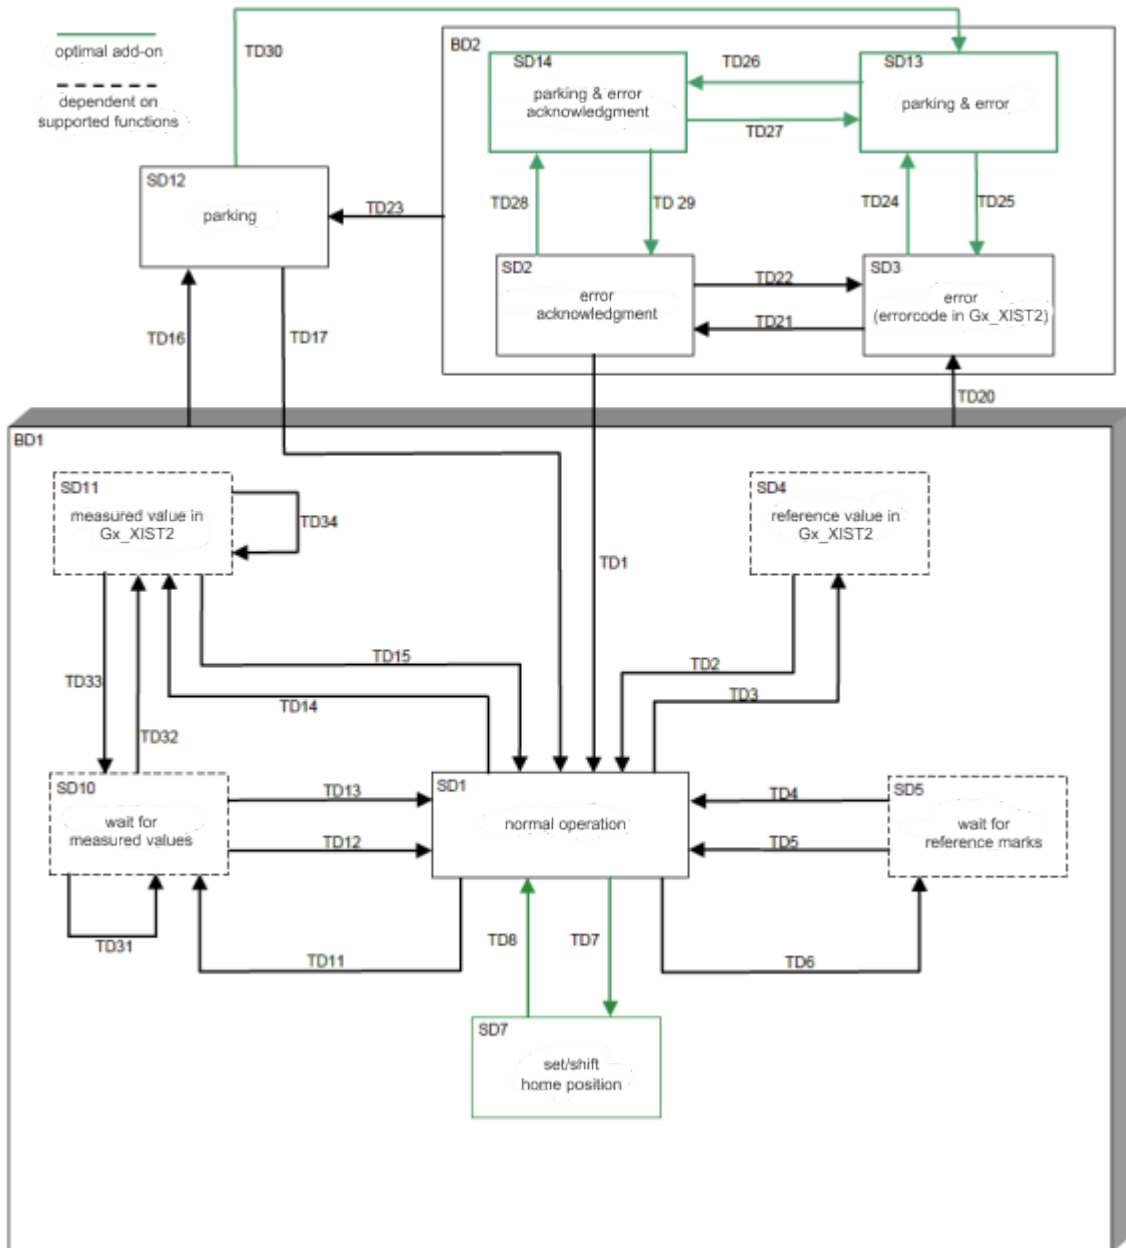 optimal add-on
dependent on
supported functions
TD30
BD2
SD14
parking & error
acknowledgment
TD26
TD27
SD13
parking & error
SD12
parking
TD23
TD28
TD 29
TD24
TD25
SD2
error
acknowledgment
TD22
TD21
SD3
error
(errorcode in Gx_XIST2)
TD16
TD17
TD20
BD1
SD11
measured value in
Gx_XIST2
TD34
TD1
SD4
reference value in
Gx_XIST2
TD15
TD2
TD33
TD14
TD3
TD32
SD10
wait for
measured values
TD13
TD12
SD1
normal operation
TD4
TD5
SD5
wait for
reference marks
TD31
TD11
TD8
TD7
TD6
SD7
set/shift
home position